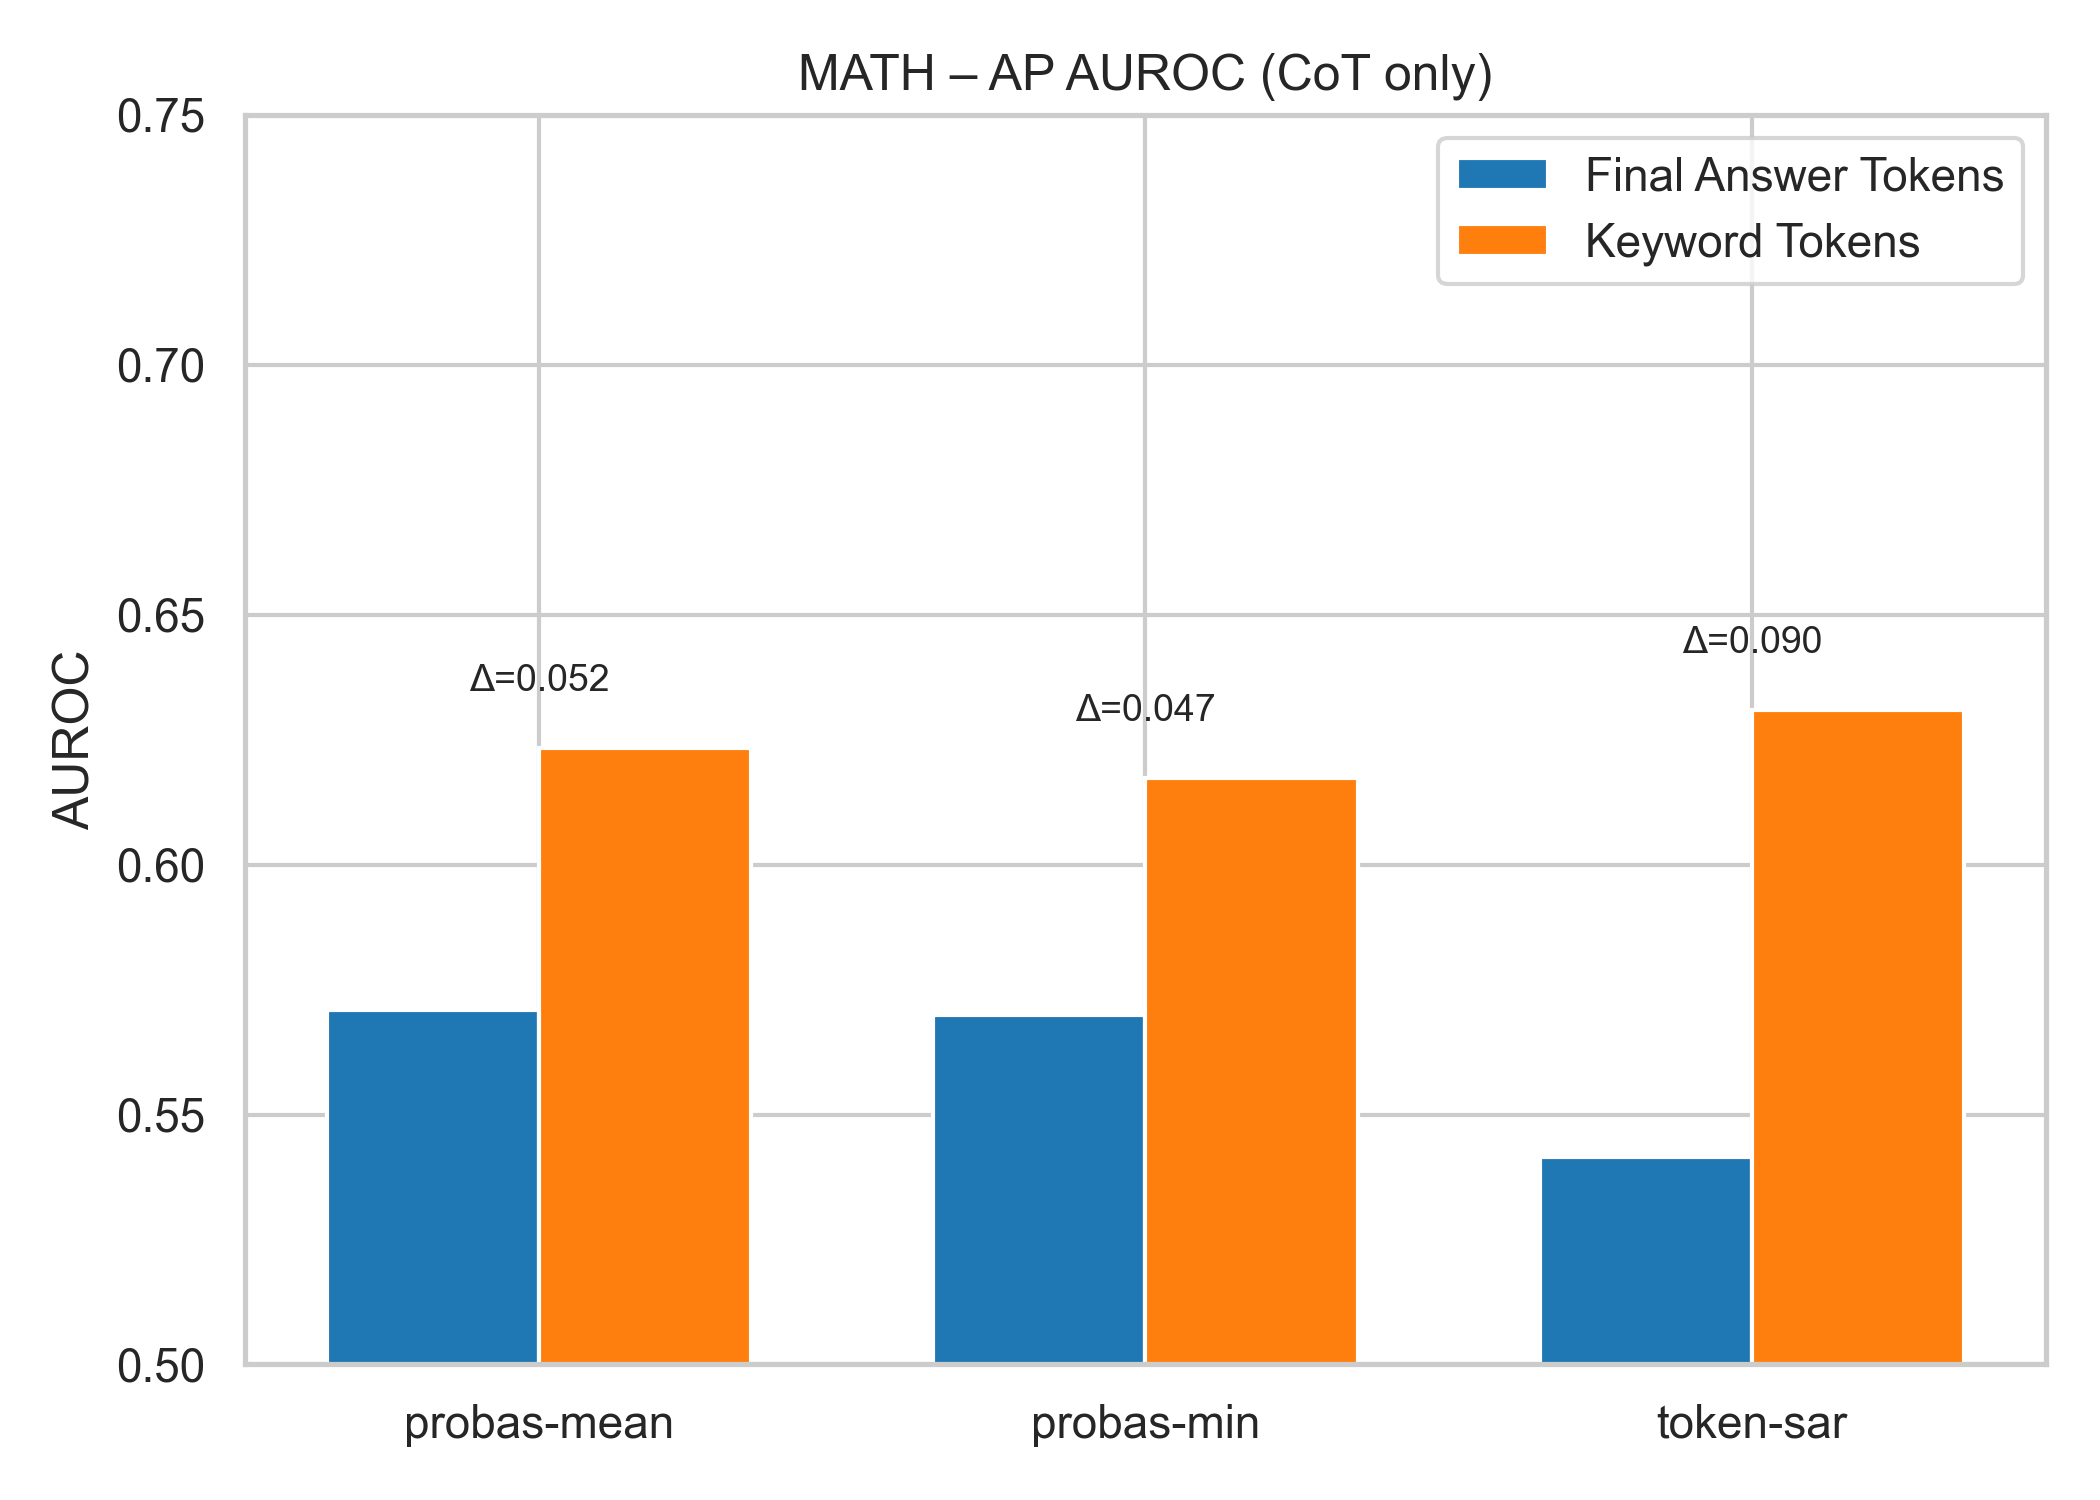 MATH – AP AUROC (CoT only)
0.75
0.70
0.65
0.60
0.55
0.50
AUROC
Final Answer Tokens
Keyword Tokens
Δ=0.052
Δ=0.047
Δ=0.090
probas-mean
probas-min
token-sar